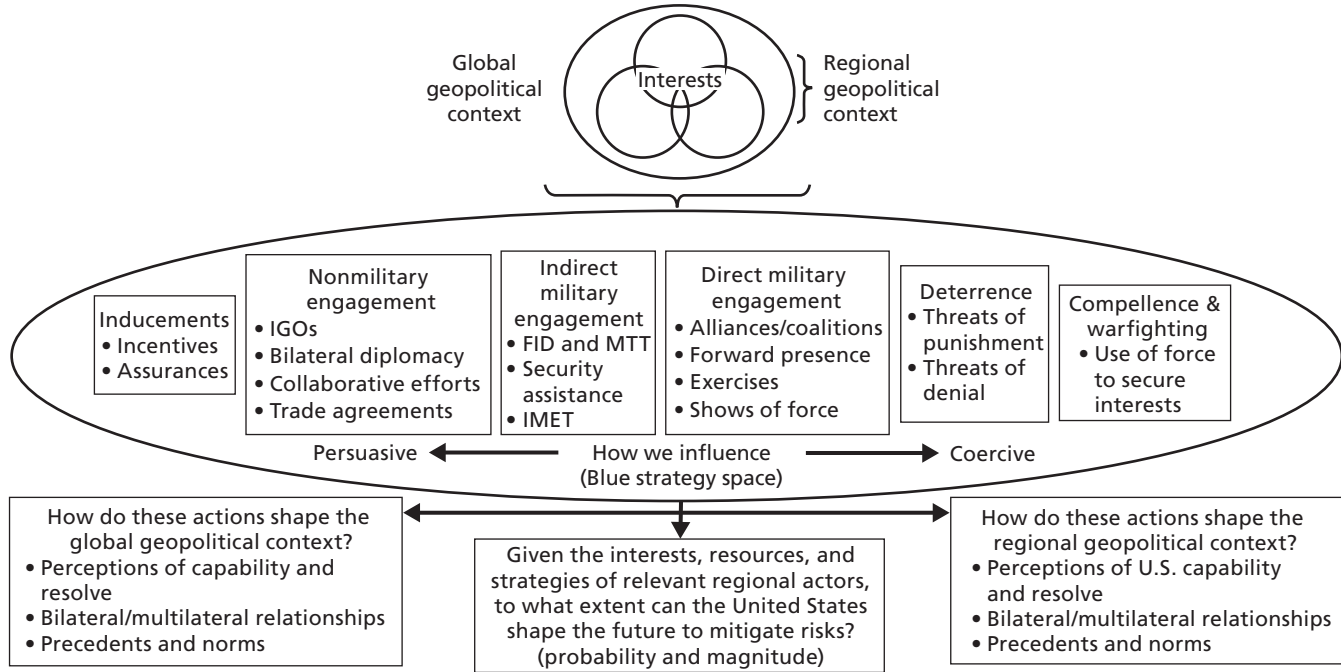 Global
geopolitical
context
Interests
Regional
geopolitical
context
Inducements
• Incentives
• Assurances
Nonmilitary
engagement
• IGOs
• Bilateral diplomacy
• Collaborative efforts
• Trade agreements
Indirect
military
engagement
• FID and MTT
• Security
assistance
• IMET
Direct military
engagement
• Alliances/coalitions
• Forward presence
• Exercises
• Shows of force
Deterrence
• Threats of
punishment
• Threats of
denial
Compellence &
warfighting
• Use of force
to secure
interests
Persuasive
How we influence
(Blue strategy space)
Coercive
How do these actions shape the
global geopolitical context?
• Perceptions of capability and
resolve
• Bilateral/multilateral relationships
• Precedents and norms
Given the interests, resources, and
strategies of relevant regional actors,
to what extent can the United States
shape the future to mitigate risks?
(probability and magnitude)
How do these actions shape the
regional geopolitical context?
• Perceptions of U.S. capability
and resolve
• Bilateral/multilateral relationships
• Precedents and norms